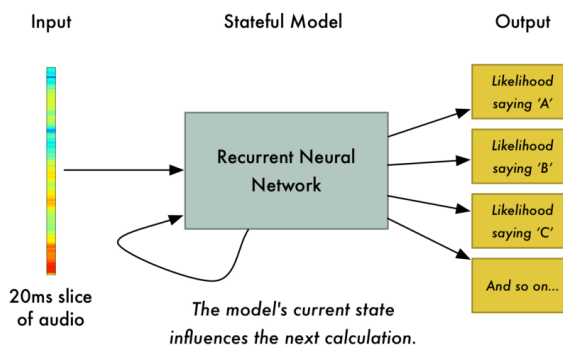 Input
Stateful Model
Output
Recurrent Neural
Network
Likelihood
saying 'A'
Likelihood
saying 'B'
Likelihood
saying 'C'
And so on...
20ms slice
of audio
The model's current state
influences the next calculation.